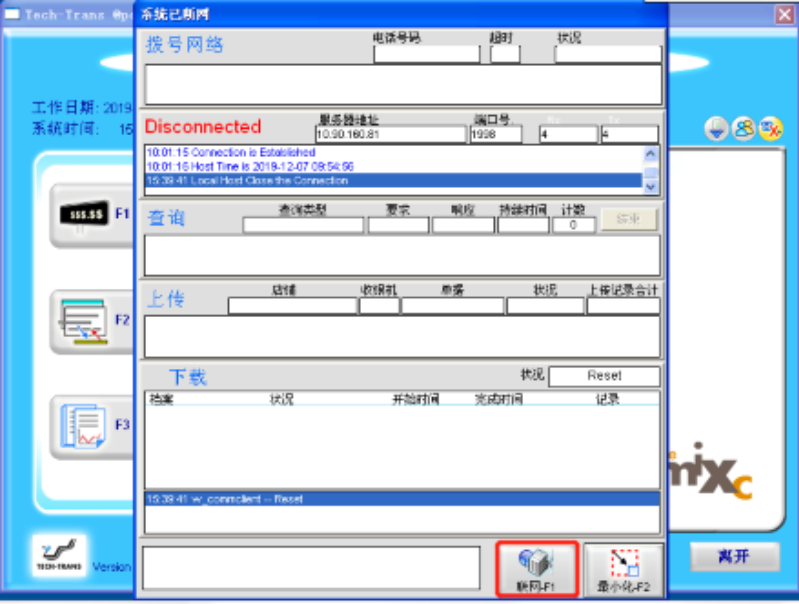 Tech-Trans @po
系统已断网
工作日期: 2019
系统时间: 15
拨号网络
电话号码
超时
状况
Disconnected
服务器地址
端口号
10.90.160.81
1998
4
4
10:01:15 Connection is Established
10:01:16 Host Time is 2019-12-07 09:54:56
15:39:41 Local Host Close the Connection
查询
查询类型
要求
响应
持续时间
计数
0
结束
上传
店铺
收银机
单据
状况
上传记录合计
下载
状况
Reset
档案
状况
开始时间
完成时间
记录
15:39:41 w_commclient -- Reset
$$$.$$
F1
F2
F3
mixc
TECH-TRANS
Version
联网-F1
最小化-F2
离开